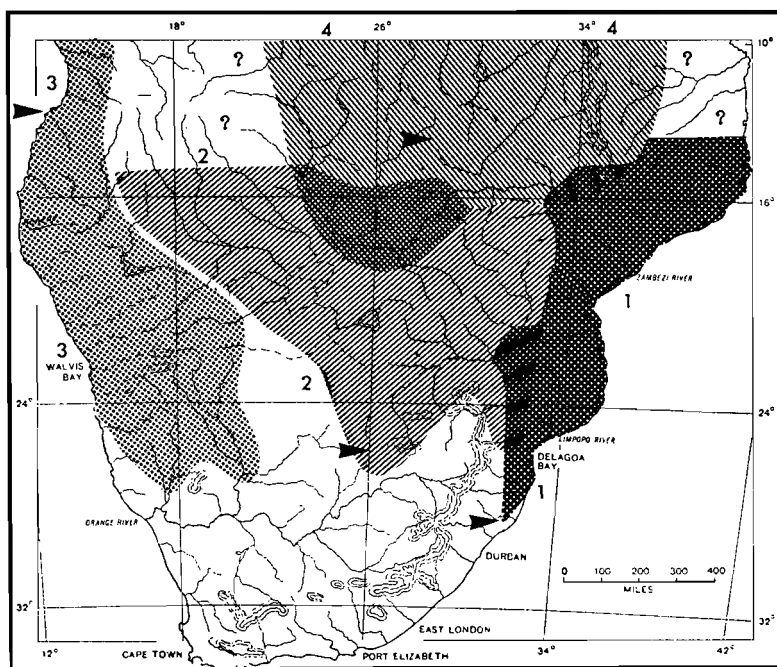 4 4
18° 26° 34° 10°
3
?
?
?
?
2
16°
ZAMBEZI RIVER
1
3
WALVIS
BAY
2
24° 24°
LIMPOPO RIVER
DELAGOA
BAY
1
ORANGE RIVER
DURBAN
0 100 200 300 400
MILES
32° 32°
EAST LONDON
12° CAPE TOWN PORT ELIZABETH 34° 42°